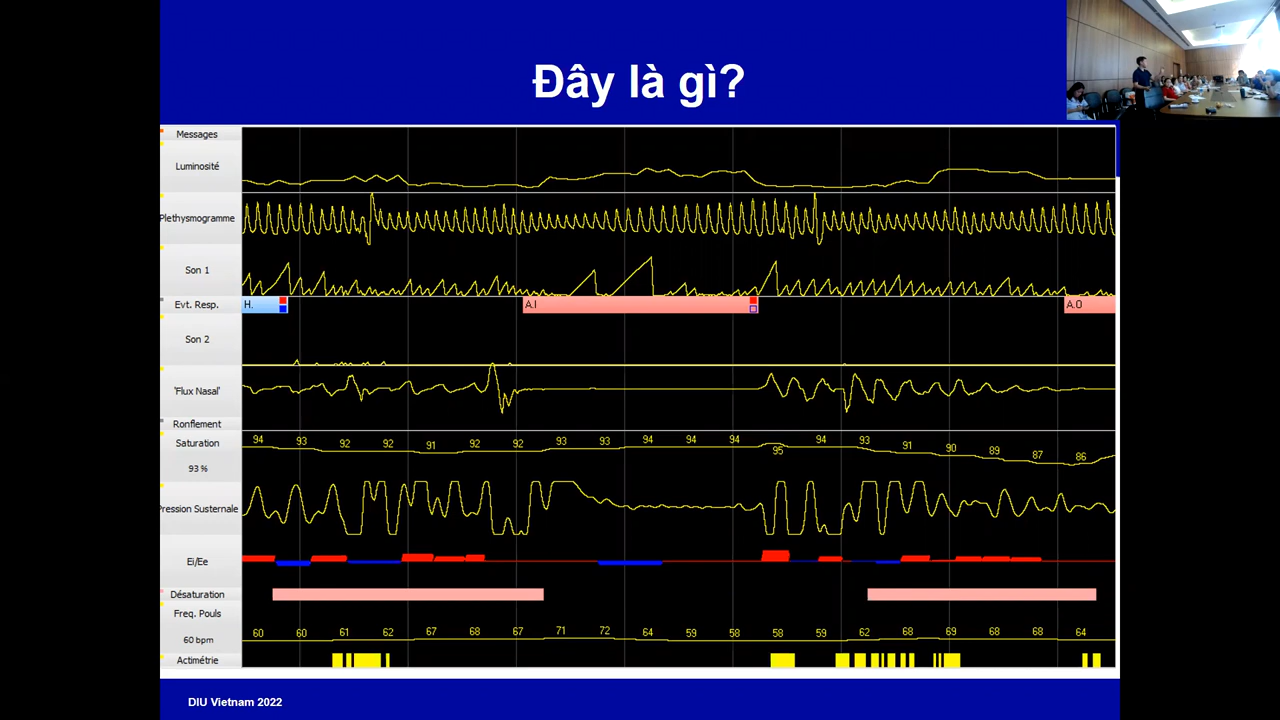 Đây là gì?
Messages
Luminosité
Plethysmogramme
Son 1
Evt. Resp.
H.
A.I
A.O
Son 2
'Flux Nasal'
Ronflement
Saturation
94 93 92 92 91 92 92 93 93 94 94 94 95 94 93 91 90 89 87 86
93 %
Pression Susternale
Ei/Ee
Désaturation
Freq. Pouls
60 60 61 62 67 68 67 71 72 64 59 58 58 59 62 68 69 68 68 64
60 bpm
Actimétrie
DIU Vietnam 2022